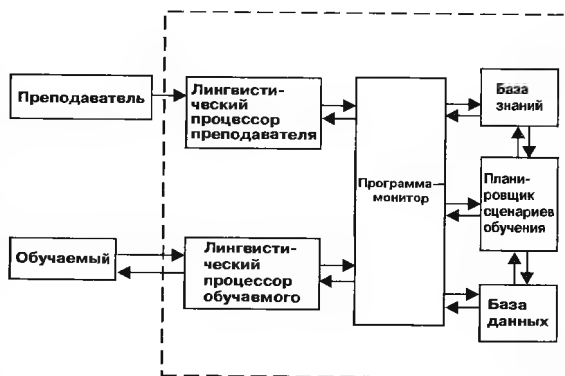 Преподаватель
Лингвисти-
ческий
процессор
преподавателя
Программа—
монитор
База
знаний
Плани-
ровщик
сценариев
обучения
Обучаемый
Лингвисти-
ческий
процессор
обучавмого
База
данных